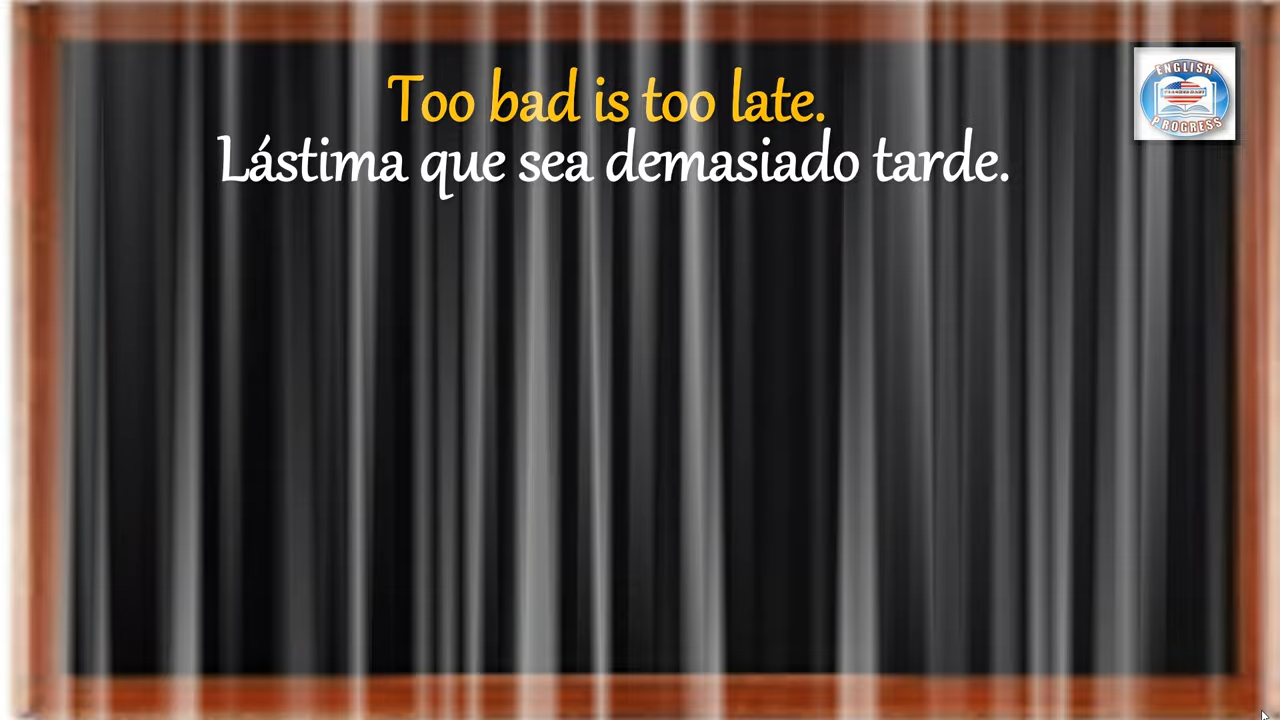 Too bad is too late.
Lástima que sea demasiado tarde.
ENGLISH
PROGRESS